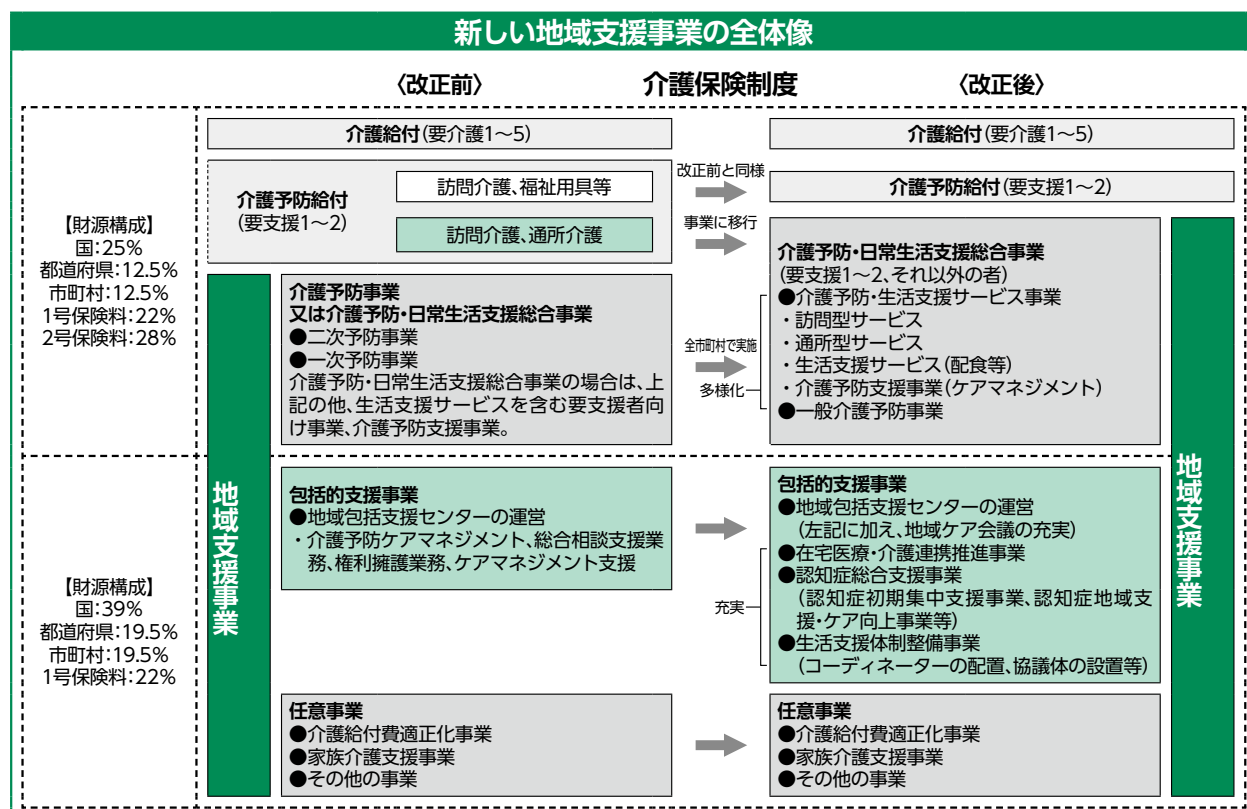 新しい地域支援事業の全体像
〈改正前〉
介護保険制度
〈改正後〉
【財源構成】
国:25%
都道府県:12.5%
市町村:12.5%
1号保険料:22%
2号保険料:28%
介護給付(要介護1～5)
介護予防給付
(要支援1～2)
訪問介護、福祉用具等
訪問介護、通所介護
改正前と同様
事業に移行
介護給付(要介護1～5)
介護予防給付(要支援1～2)
介護予防事業
又は介護予防・日常生活支援総合事業
●二次予防事業
●一次予防事業
介護予防・日常生活支援総合事業の場合は、上
記の他、生活支援サービスを含む要支援者向
け事業、介護予防支援事業。
全市町村で実施
多様化
介護予防・日常生活支援総合事業
(要支援1～2、それ以外の者)
●介護予防・生活支援サービス事業
・訪問型サービス
・通所型サービス
・生活支援サービス(配食等)
・介護予防支援事業(ケアマネジメント)
●一般介護予防事業
【財源構成】
国:39%
都道府県:19.5%
市町村:19.5%
1号保険料:22%
地域支援事業
包括的支援事業
●地域包括支援センターの運営
・介護予防ケアマネジメント、総合相談支援業
務、権利擁護業務、ケアマネジメント支援
充実
包括的支援事業
●地域包括支援センターの運営
(左記に加え、地域ケア会議の充実)
●在宅医療・介護連携推進事業
●認知症総合支援事業
(認知症初期集中支援事業、認知症地域支
援・ケア向上事業等)
●生活支援体制整備事業
(コーディネーターの配置、協議体の設置等)
地域支援事業
任意事業
●介護給付費適正化事業
●家族介護支援事業
●その他の事業
任意事業
●介護給付費適正化事業
●家族介護支援事業
●その他の事業